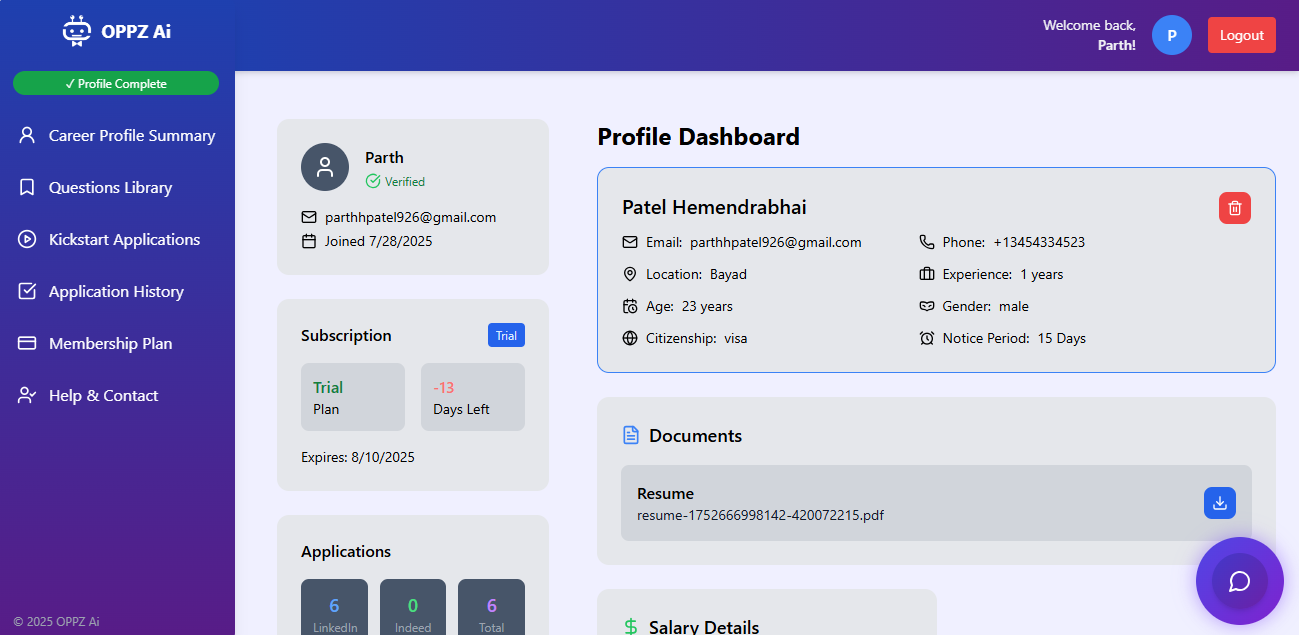 OPPZ Ai
✓ Profile Complete
Career Profile Summary
Questions Library
Kickstart Applications
Application History
Membership Plan
Help & Contact
© 2025 OPPZ Ai
Welcome back,
Parth!
P
Logout
Parth
Verified
parthhpatel926@gmail.com
Joined 7/28/2025
Subscription
Trial
Trial
Plan
-13
Days Left
Expires: 8/10/2025
Applications
6
LinkedIn
0
Indeed
6
Total
Profile Dashboard
Patel Hemendrabhai
Email: parthhpatel926@gmail.com
Phone: +13454334523
Location: Bayad
Experience: 1 years
Age: 23 years
Gender: male
Citizenship: visa
Notice Period: 15 Days
Documents
Resume
resume-1752666998142-420072215.pdf
$ Salary Details